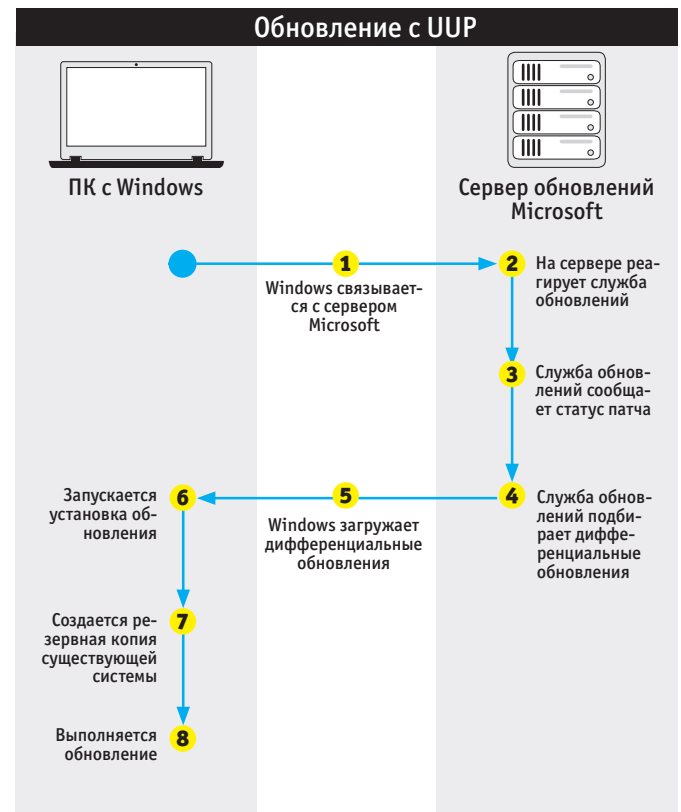 Обновление с UUP
ПК с Windows
Сервер обновлений
Microsoft
1
Windows связывает-
ся с сервером
Microsoft
2
На сервере реа-
гирует служба
обновлений
3
Служба обнов-
лений сообща-
ет статус патча
4
Служба обнов-
лений подби-
рает диффе-
ренциальные
обновления
5
Windows загружает
дифференциальные
обновления
6
Запускается
установка об-
новления
7
Создается ре-
зервная копия
существующей
системы
8
Выполняется
обновление